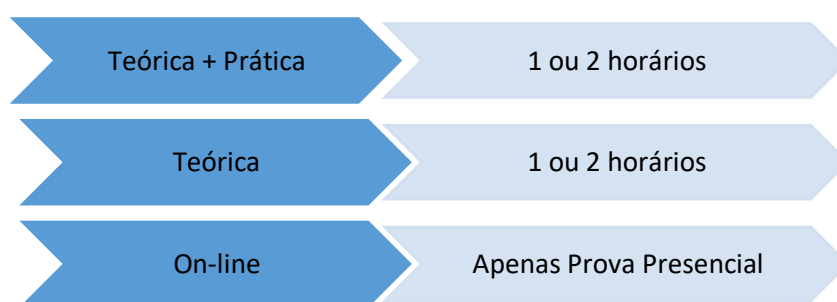 Teórica + Prática
1 ou 2 horários
Teórica
1 ou 2 horários
On-line
Apenas Prova Presencial